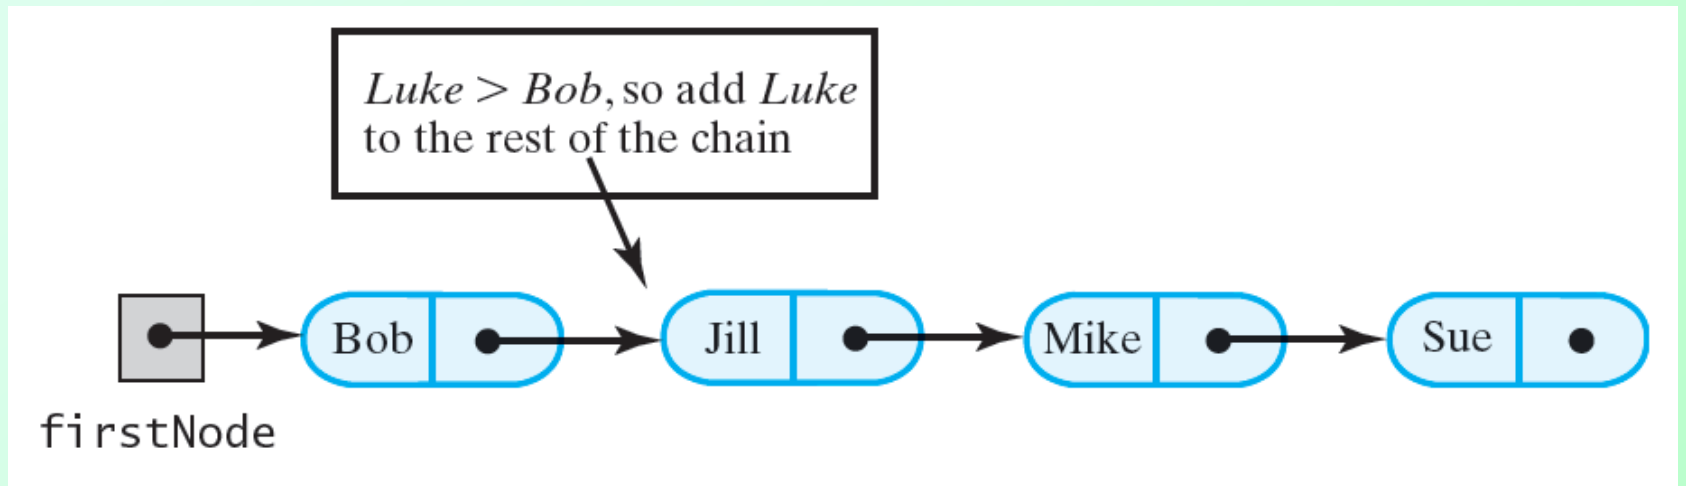 Luke > Bob, so add Luke
to the rest of the chain
Bob
Jill
Mike
Sue
firstNode